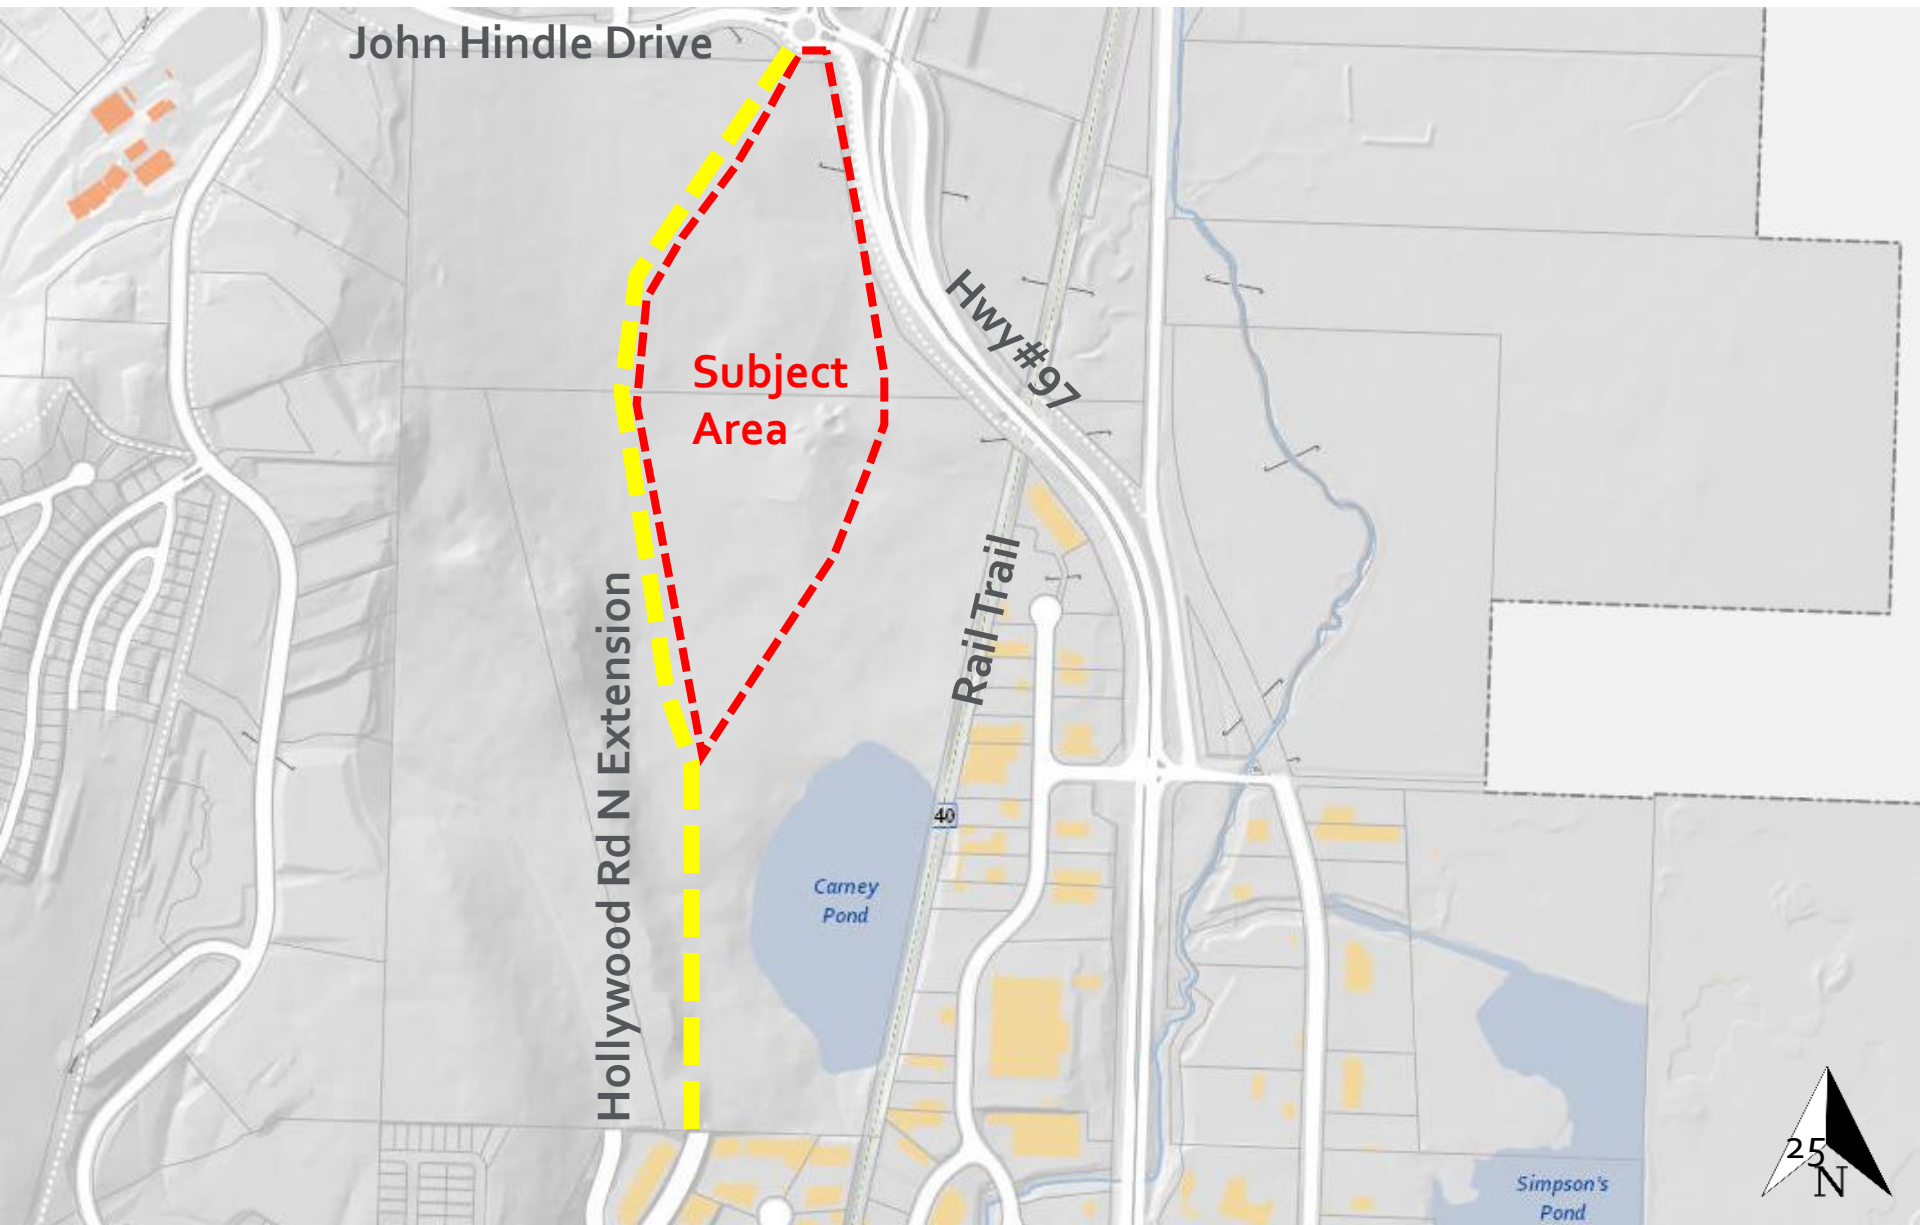 John Hindle Drive
Hwy#97
Subject
Area
Rail Trail
Hollywood Rd N Extension
40
Carney
Pond
25
N
Simpson's
Pond